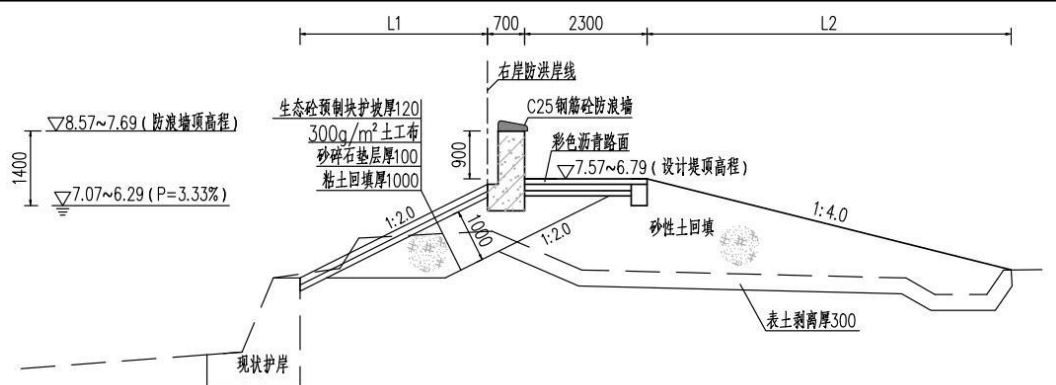 L1
700
2300
L2
右岸防洪岸线
生态砼预制块护坡厚120
300g/m²土工布
砂碎石垫层厚100
粘土回填厚1000
C25钢筋砼防浪墙
彩色沥青路面
▽8.57~7.69(防浪墙顶高程)
1400
900
▽7.57~6.79(设计堤顶高程)
▽7.07~6.29(P=3.33%)
1:2.0
1000
1:2.0
砂性土回填
1:4.0
表土剥离厚300
现状护岸